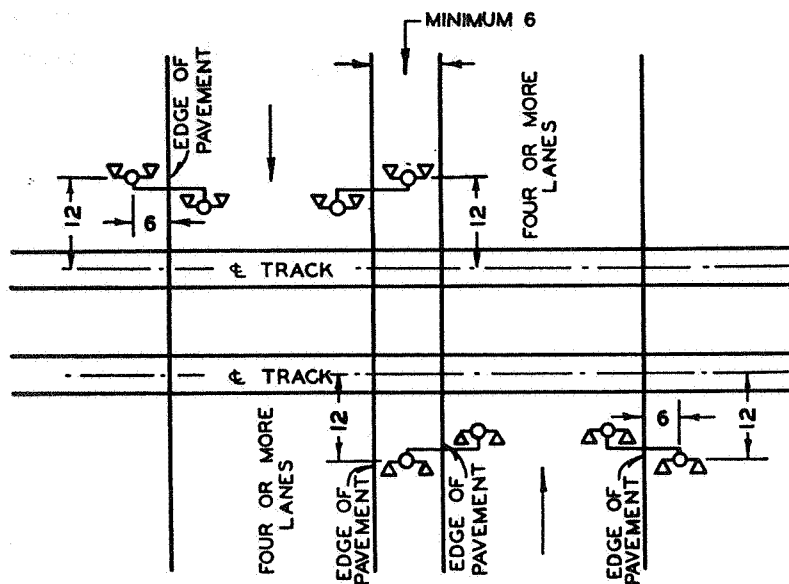 MINIMUM 6
EDGE OF
PAVEMENT
FOUR OR MORE
LANES
12
6
12
℄ TRACK
℄ TRACK
12
6
12
FOUR OR MORE
LANES
EDGE OF
PAVEMENT
EDGE OF
PAVEMENT
EDGE OF
PAVEMENT